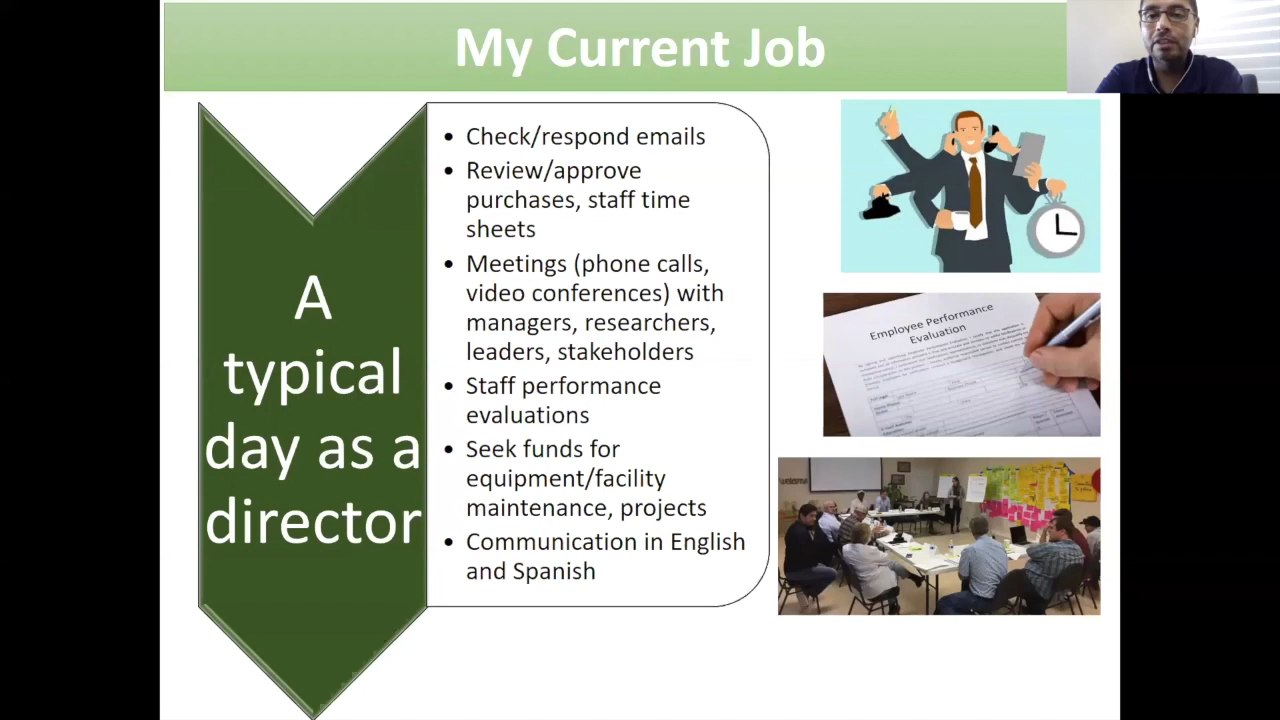 My Current Job
A
typical
day as a
director
• Check/respond emails
• Review/approve
purchases, staff time
sheets
• Meetings (phone calls,
video conferences) with
managers, researchers,
leaders, stakeholders
• Staff performance
evaluations
• Seek funds for
equipment/facility
maintenance, projects
• Communication in English
and Spanish
Employee Performance
Evaluation